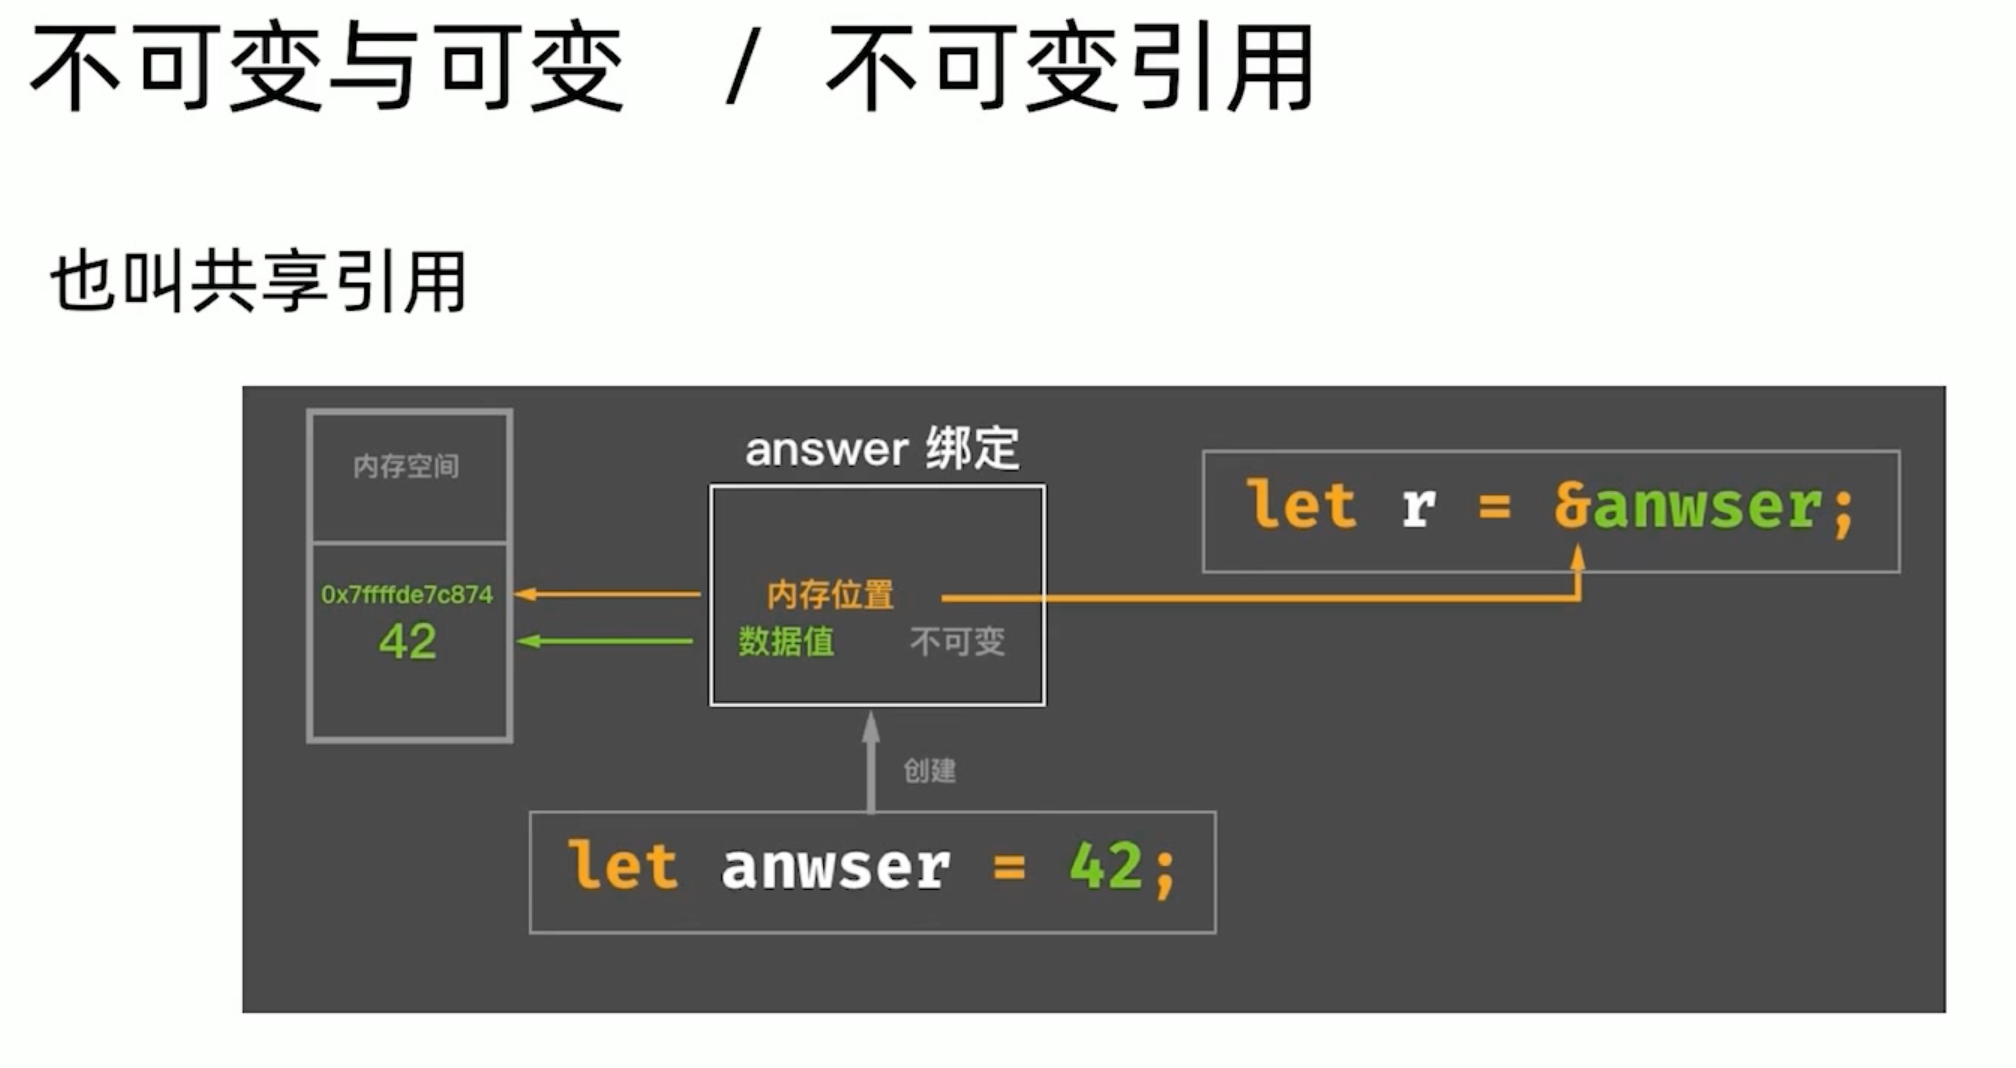 不可变与可变 / 不可变引用
也叫共享引用
内存空间
0x7ffffde7c874
42
answer 绑定
内存位置
数据值 不可变
let r = &anwser;
创建
let anwser = 42;